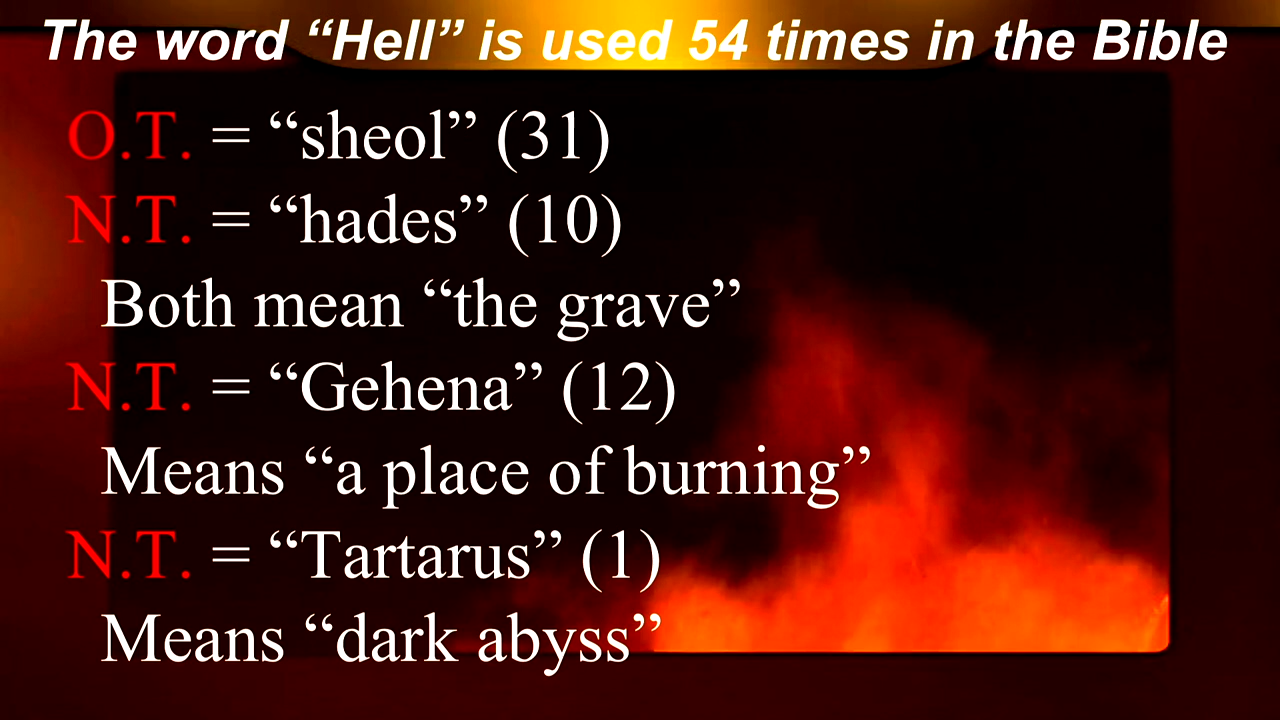 The word “Hell” is used 54 times in the Bible
O.T. = “sheol” (31)
N.T. = “hades” (10)
Both mean “the grave”
N.T. = “Gehena” (12)
Means “a place of burning”
N.T. = “Tartarus” (1)
Means “dark abyss”